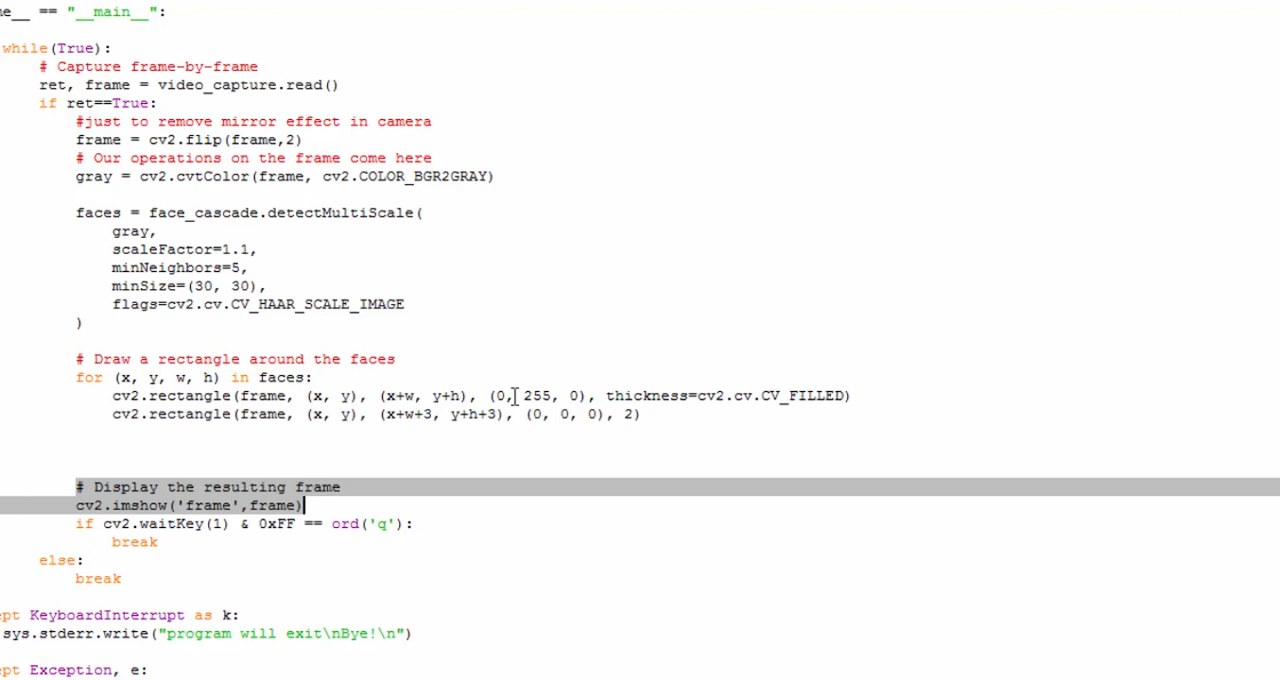 me__ == "__main__":
while(True):
# Capture frame-by-frame
ret, frame = video_capture.read()
if ret==True:
#just to remove mirror effect in camera
frame = cv2.flip(frame,2)
# Our operations on the frame come here
gray = cv2.cvtColor(frame, cv2.COLOR_BGR2GRAY)
faces = face_cascade.detectMultiScale(
gray,
scaleFactor=1.1,
minNeighbors=5,
minSize=(30, 30),
flags=cv2.cv.CV_HAAR_SCALE_IMAGE
)
# Draw a rectangle around the faces
for (x, y, w, h) in faces:
cv2.rectangle(frame, (x, y), (x+w, y+h), (0, 255, 0), thickness=cv2.cv.CV_FILLED)
cv2.rectangle(frame, (x, y), (x+w+3, y+h+3), (0, 0, 0), 2)
# Display the resulting frame
cv2.imshow('frame',frame)
if cv2.waitKey(1) & 0xFF == ord('q'):
break
else:
break
ept KeyboardInterrupt as k:
sys.stderr.write("program will exit\nBye!\n")
ept Exception, e: